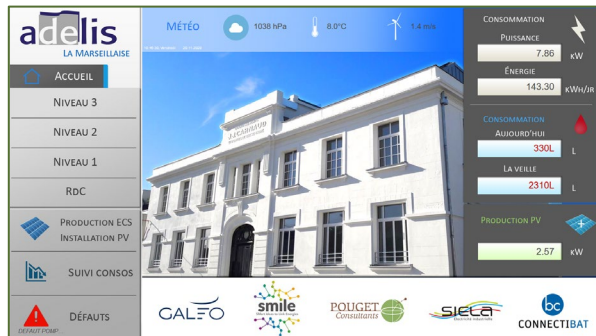 adelis
LA MARSEILLAISE
ACCUEIL
NIVEAU 3
NIVEAU 2
NIVEAU 1
RDC
PRODUCTION ECS
INSTALLATION PV
SUIVI CONSOS
DÉFAUTS
DEFAUT POMP
MÉTÉO
1038 hPa
8.0°C
1.4 m/s
CONSOMMATION
PUISSANCE
7.86 KW
ÉNERGIE
143.30 KWH/JR
CONSOMMATION
AUJOURD'HUI
330L L
LA VEILLE
2310L L
PRODUCTION PV
2.57 KW
GALEO
smile
POUGET
Consultants
SIELA
bc
CONNECTIBAT